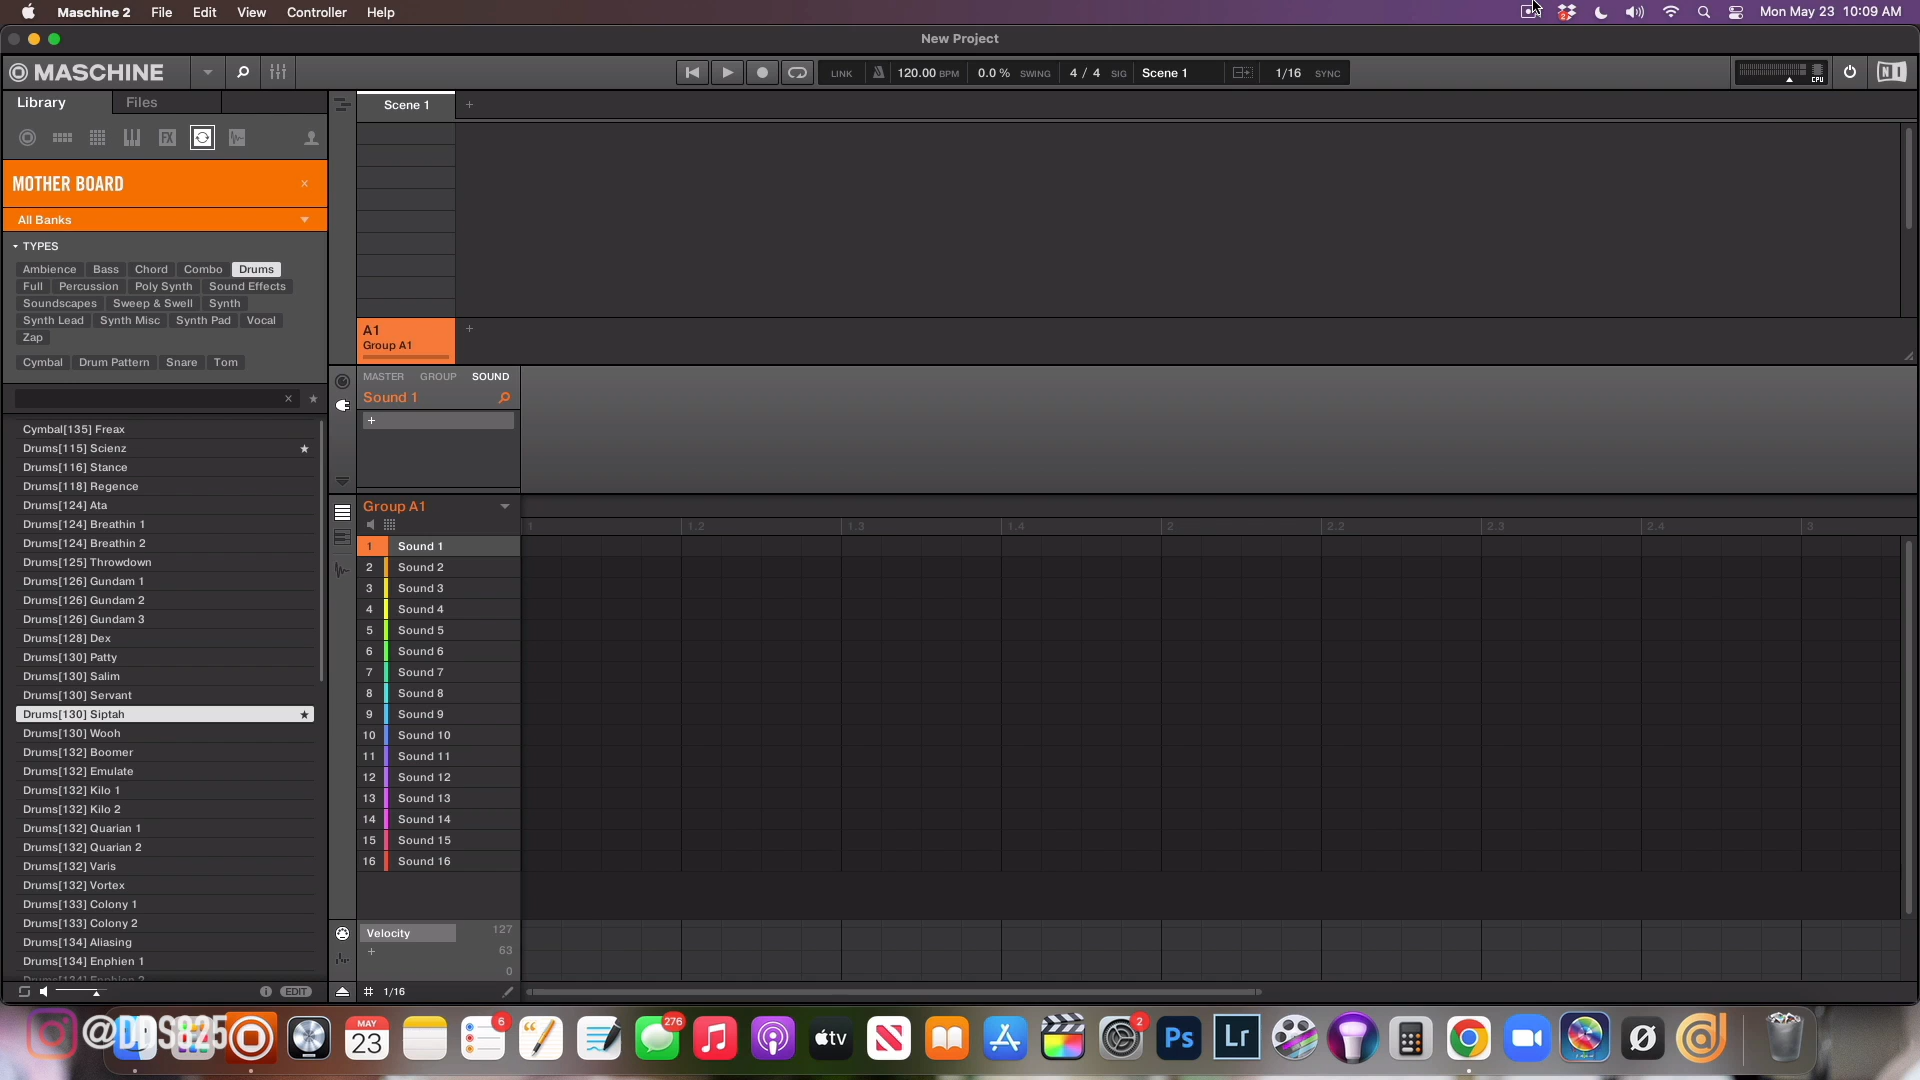 Maschine 2 File Edit View Controller Help
2
Mon May 23 10:09 AM
New Project
MASCHINE
LINK 120.00 BPM 0.0% SWING 4 / 4 SIG Scene 1 1/16 SYNC
CPU
NI
Library Files
FX
MOTHER BOARD ×
All Banks
TYPES
Ambience Bass Chord Combo Drums
Full Percussion Poly Synth Sound Effects
Soundscapes Sweep & Swell Synth
Synth Lead Synth Misc Synth Pad Vocal
Zap
Cymbal Drum Pattern Snare Tom
Cymbal[135] Freax
Drums[115] Scienz
Drums[116] Stance
Drums[118] Regence
Drums[124] Ata
Drums[124] Breathin 1
Drums[124] Breathin 2
Drums[125] Throwdown
Drums[126] Gundam 1
Drums[126] Gundam 2
Drums[126] Gundam 3
Drums[128] Dex
Drums[130] Patty
Drums[130] Salim
Drums[130] Servant
Drums[130] Siptah
Drums[130] Wooh
Drums[132] Boomer
Drums[132] Emulate
Drums[132] Kilo 1
Drums[132] Kilo 2
Drums[132] Quarian 1
Drums[132] Quarian 2
Drums[132] Varis
Drums[132] Vortex
Drums[133] Colony 1
Drums[133] Colony 2
Drums[134] Aliasing
Drums[134] Enphien 1
EDIT
Scene 1 +
A1 +
Group A1
MASTER GROUP SOUND
Sound 1
+
Group A1
1 1.2 1.3 1.4 2 2.2 2.3 2.4 3
1 Sound 1
2 Sound 2
3 Sound 3
4 Sound 4
5 Sound 5
6 Sound 6
7 Sound 7
8 Sound 8
9 Sound 9
10 Sound 10
11 Sound 11
12 Sound 12
13 Sound 13
14 Sound 14
15 Sound 15
16 Sound 16
Velocity 127
+ 63
0
1/16
@DDS825
MAY
23
6
276
tv
2
Ps
Lr